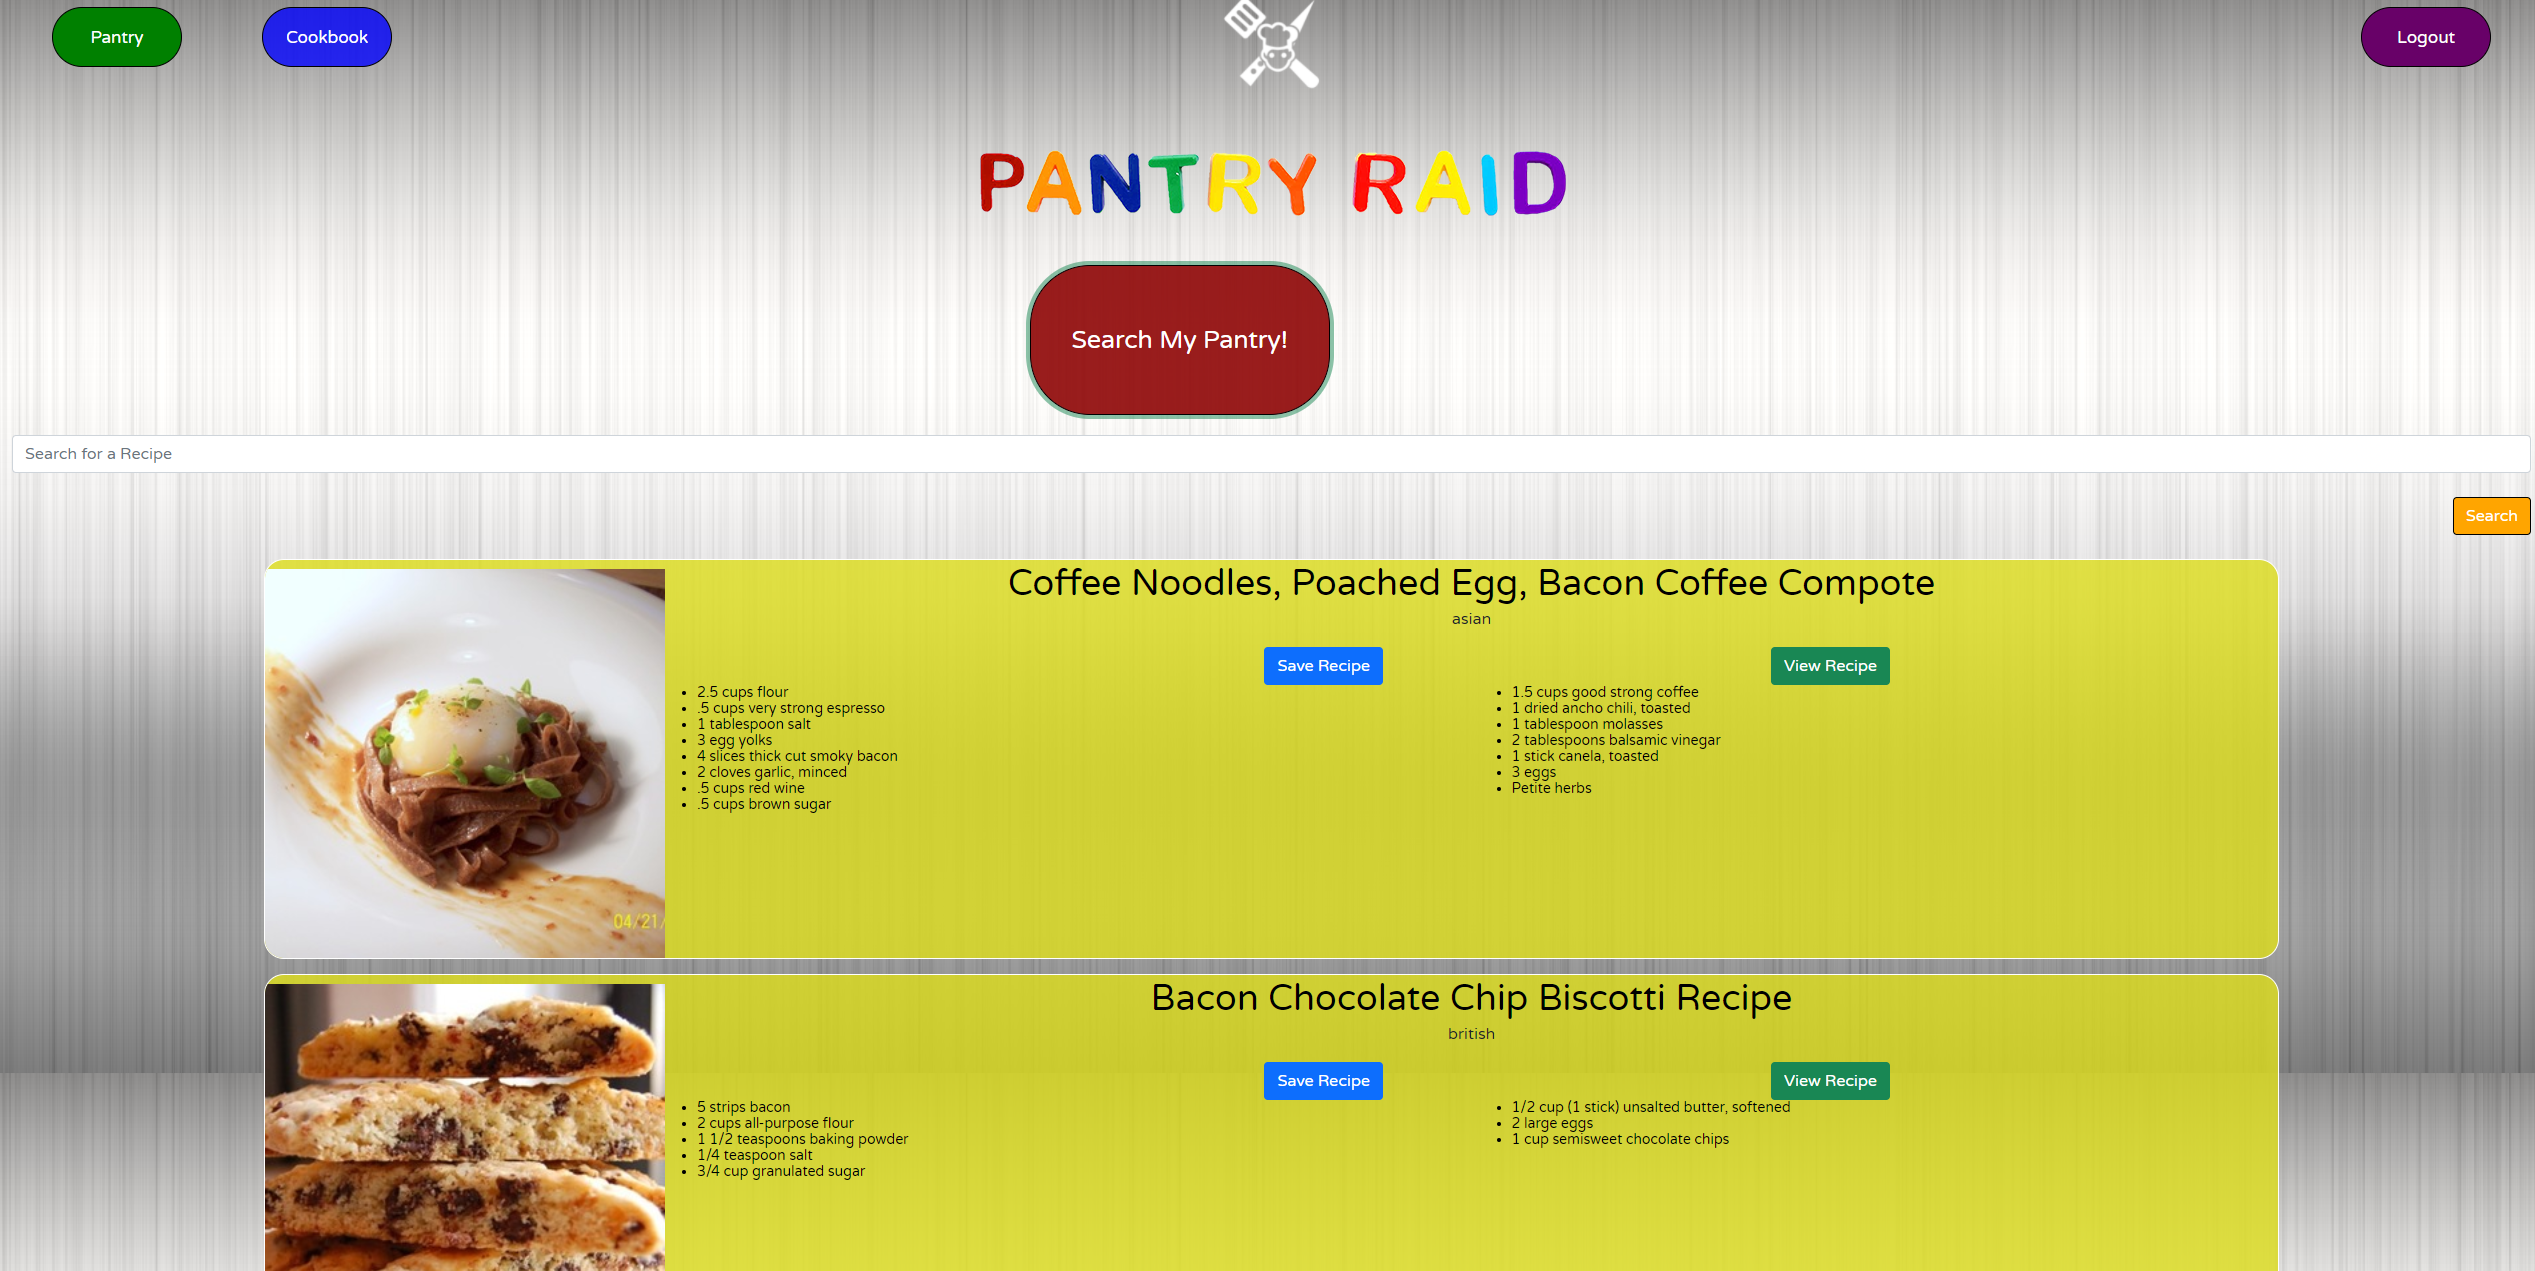 Pantry
Cookbook
Logout
PANTRY RAID
Search My Pantry!
Search for a Recipe
Search
Coffee Noodles, Poached Egg, Bacon Coffee Compote
asian
Save Recipe
View Recipe
2.5 cups flour
.5 cups very strong espresso
1 tablespoon salt
3 egg yolks
4 slices thick cut smoky bacon
2 cloves garlic, minced
.5 cups red wine
.5 cups brown sugar
1.5 cups good strong coffee
1 dried ancho chili, toasted
1 tablespoon molasses
2 tablespoons balsamic vinegar
1 stick canela, toasted
3 eggs
Petite herbs
04/21/
Bacon Chocolate Chip Biscotti Recipe
british
Save Recipe
View Recipe
5 strips bacon
2 cups all-purpose flour
1 1/2 teaspoons baking powder
1/4 teaspoon salt
3/4 cup granulated sugar
1/2 cup (1 stick) unsalted butter, softened
2 large eggs
1 cup semisweet chocolate chips